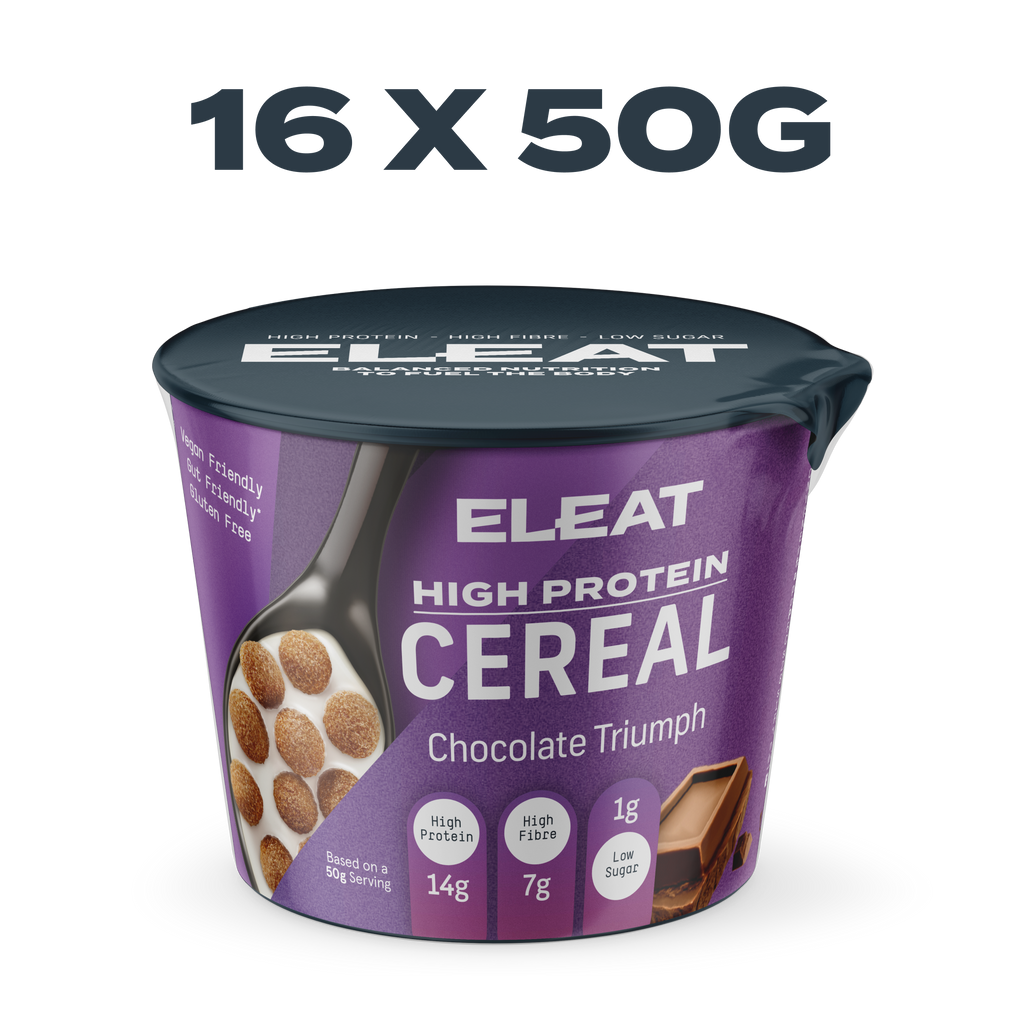 16 X 50G
HIGH PROTEIN - HIGH FIBRE - LOW SUGAR
ELEAT
BALANCED NUTRITION
TO FUEL THE BODY
Vegan Friendly
Gut Friendly*
Gluten Free
ELEAT
HIGH PROTEIN
CEREAL
Chocolate Triumph
Based on a
50g Serving
High
Protein
14g
High
Fibre
7g
1g
Low
Sugar